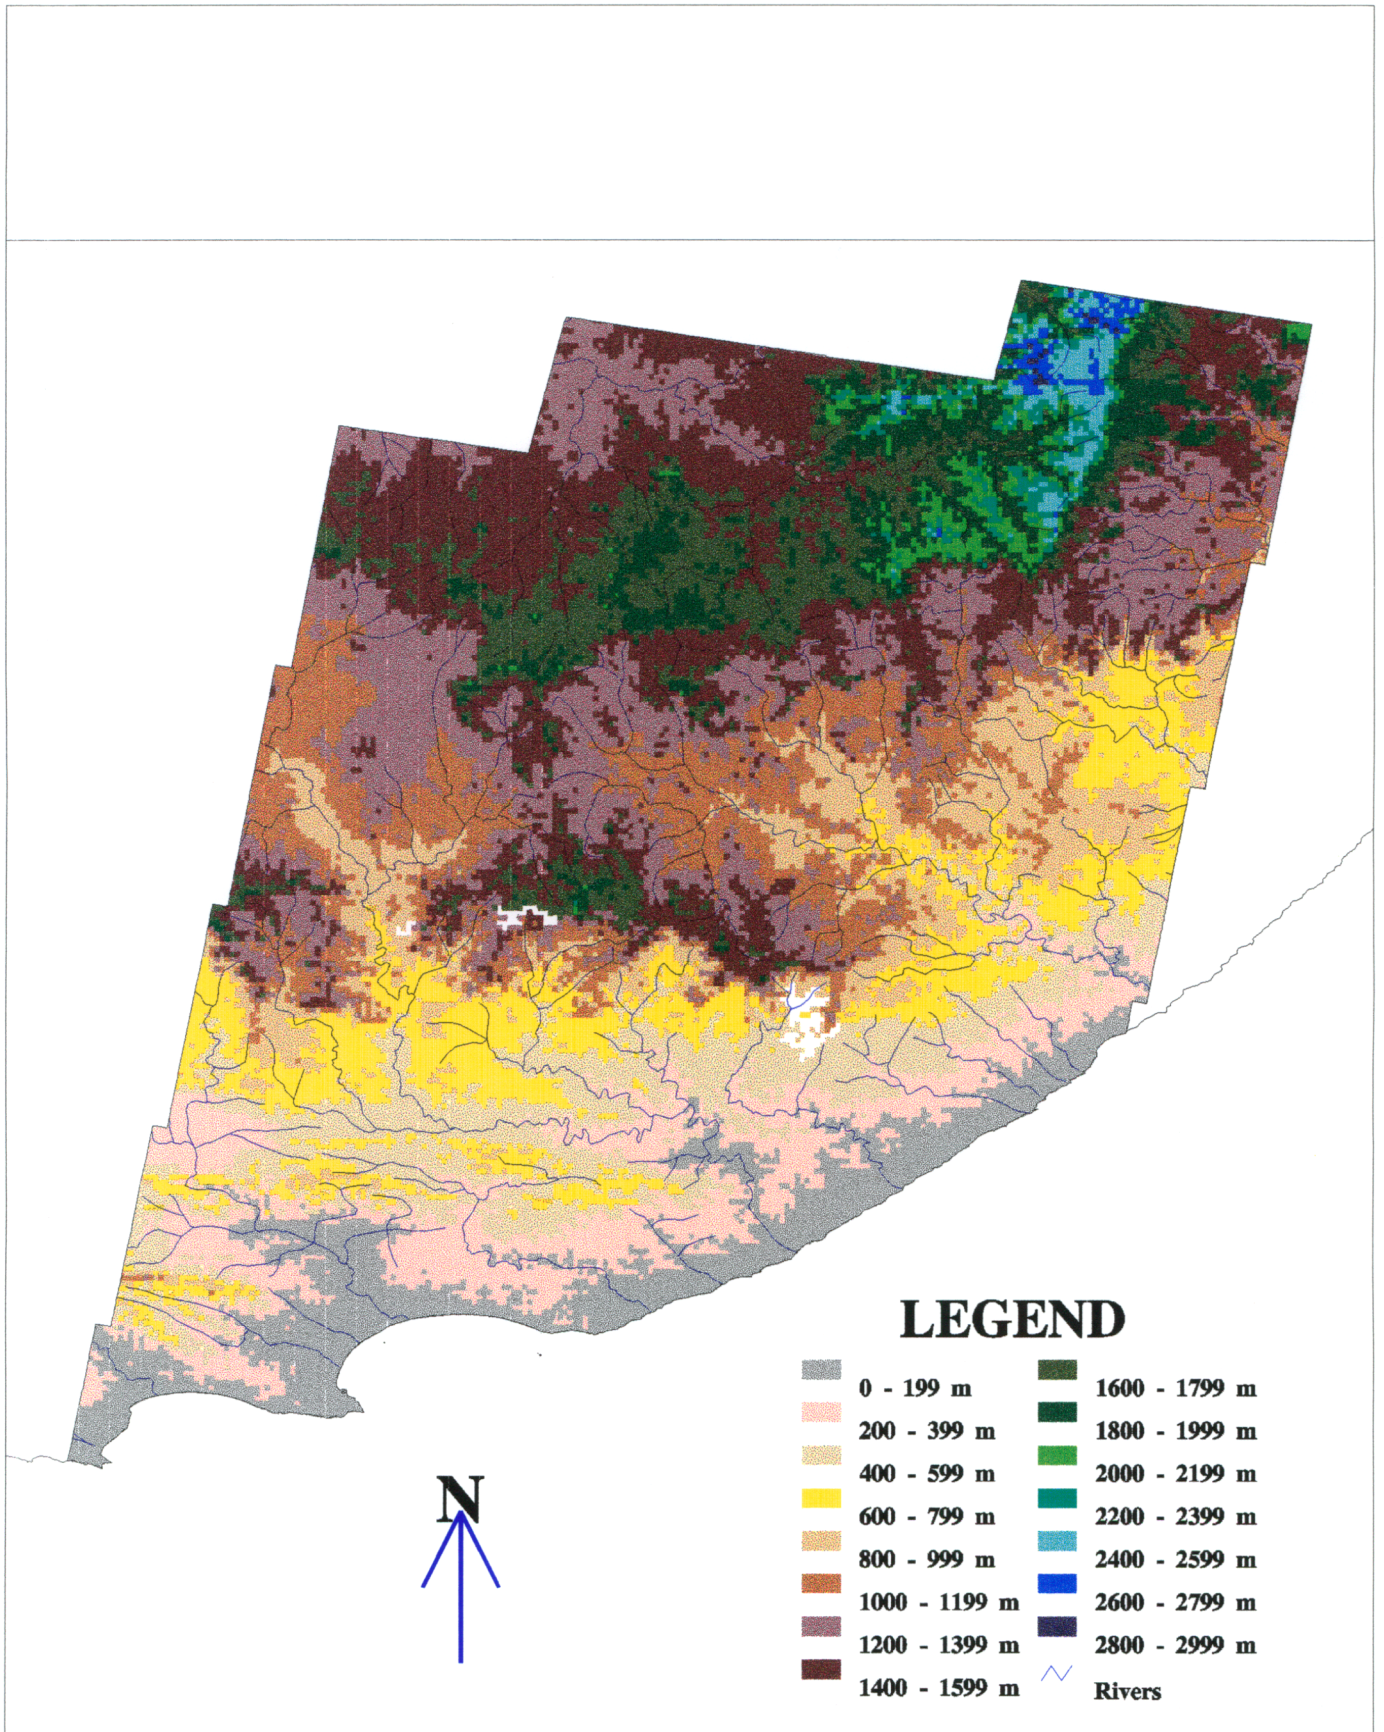 LEGEND
0 - 199 m
200 - 399 m
400 - 599 m
600 - 799 m
800 - 999 m
1000 - 1199 m
1200 - 1399 m
1400 - 1599 m
1600 - 1799 m
1800 - 1999 m
2000 - 2199 m
2200 - 2399 m
2400 - 2599 m
2600 - 2799 m
2800 - 2999 m
Rivers
N